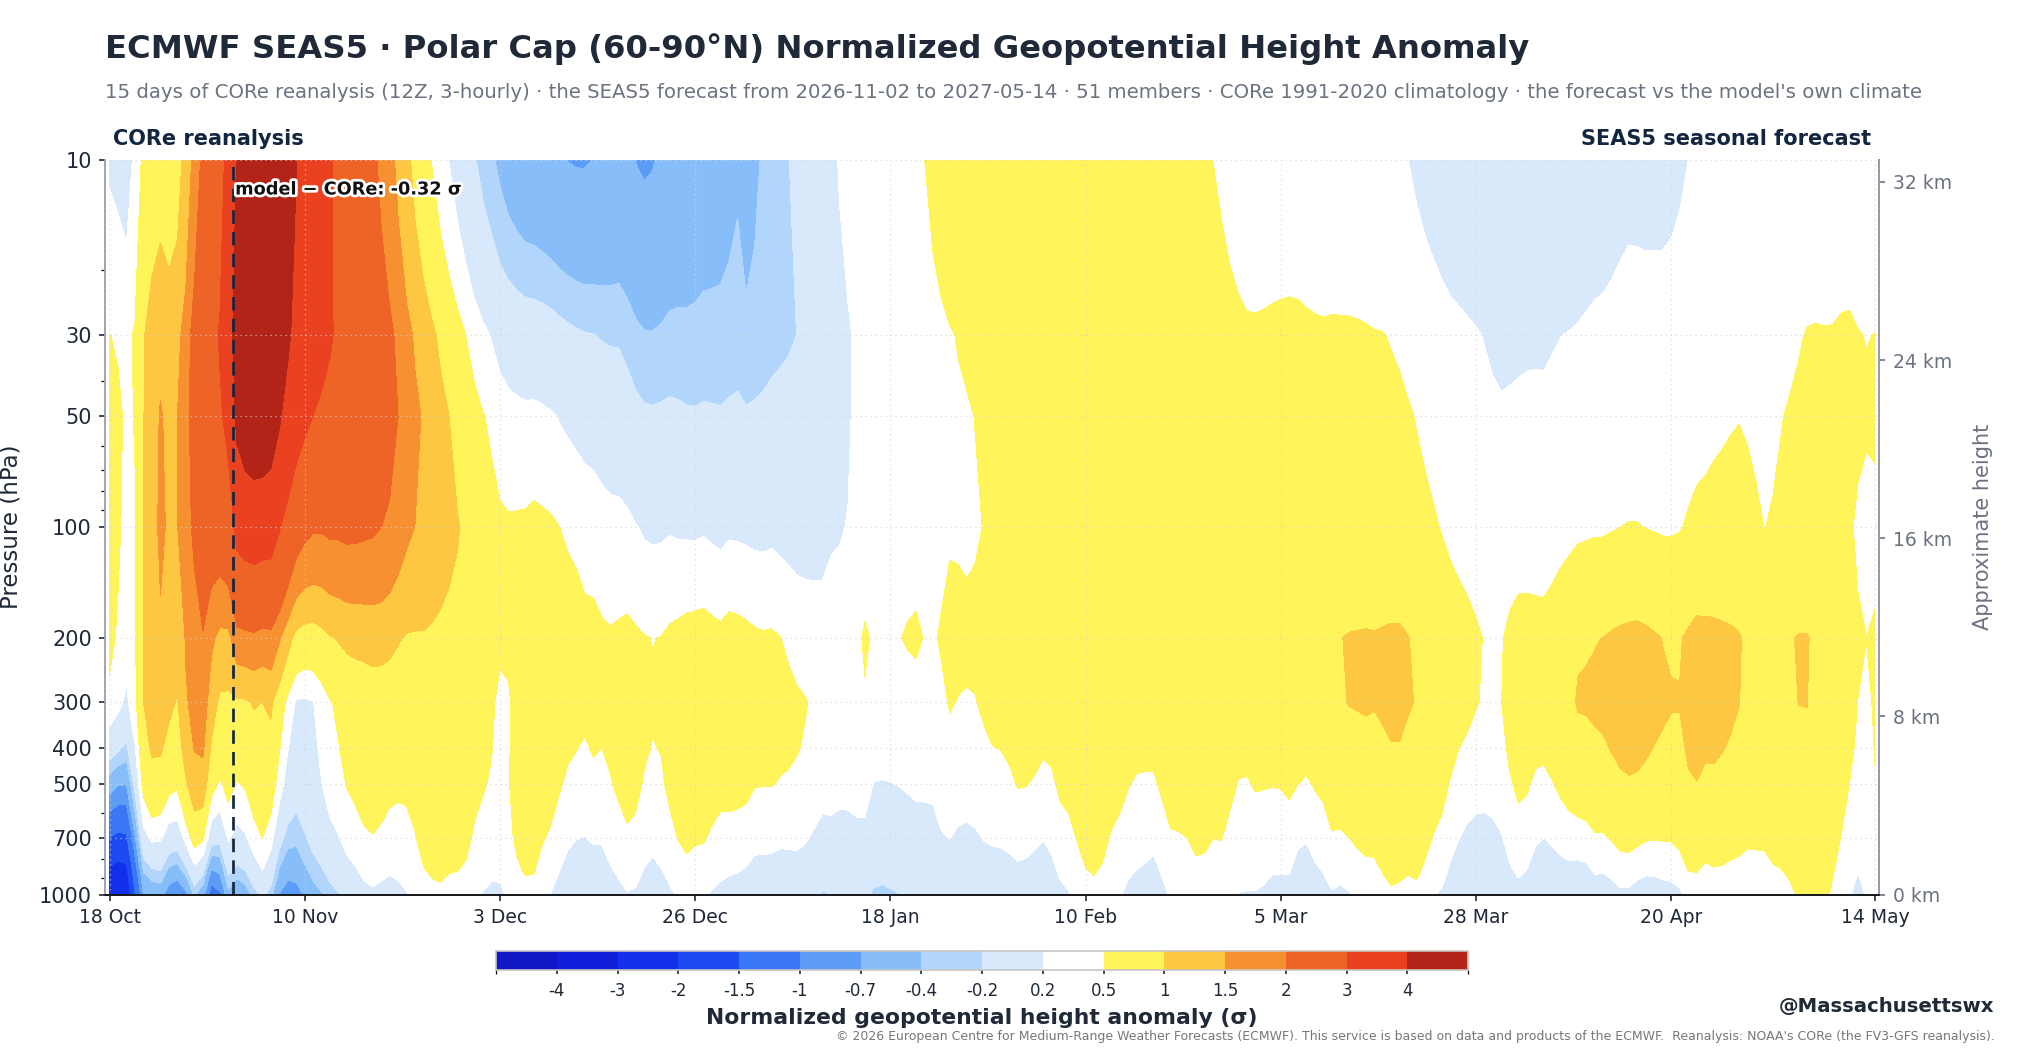 ECMWF SEAS5 · Polar Cap (60-90°N) Normalized Geopotential Height Anomaly
15 days of CORe reanalysis (12Z, 3-hourly) · the SEAS5 forecast from 2026-11-02 to 2027-05-14 · 51 members · CORe 1991-2020 climatology · the forecast vs the model's own climate
CORe reanalysis
SEAS5 seasonal forecast
model − CORe: -0.32 σ
Pressure (hPa)
10
30
50
100
200
300
400
500
700
1000
32 km
24 km
16 km
8 km
0 km
Approximate height
18 Oct 10 Nov 3 Dec 26 Dec 18 Jan 10 Feb 5 Mar 28 Mar 20 Apr 14 May
-4 -3 -2 -1.5 -1 -0.7 -0.4 -0.2 0.2 0.5 1 1.5 2 3 4
Normalized geopotential height anomaly (σ)
@Massachusettswx
© 2026 European Centre for Medium-Range Weather Forecasts (ECMWF). This service is based on data and products of the ECMWF. Reanalysis: NOAA's CORe (the FV3-GFS reanalysis).